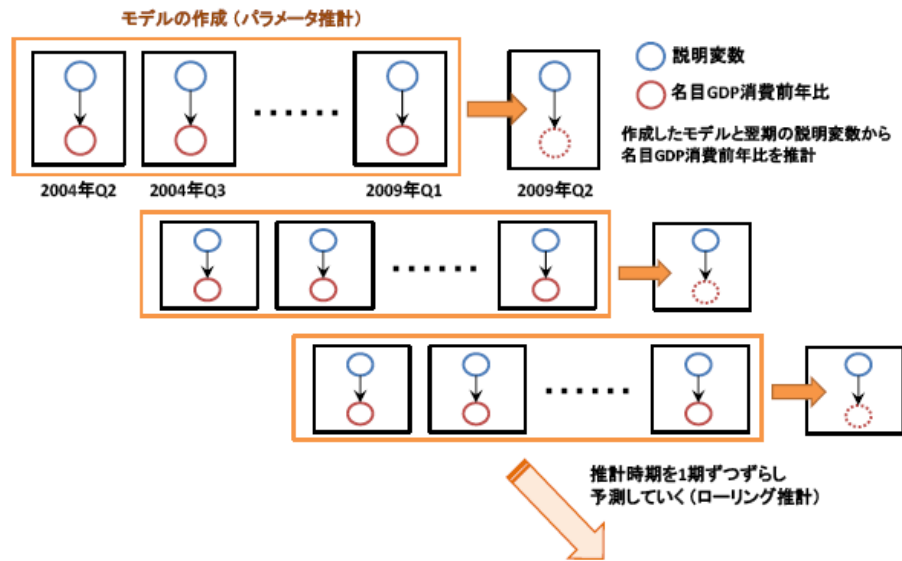 モデルの作成（パラメータ推計）
説明変数
名目GDP消費前年比
作成したモデルと翌期の説明変数から
名目GDP消費前年比を推計
2004年Q2
2004年Q3
2009年Q1
2009年Q2
推計時期を1期ずつずらし
予測していく（ローリング推計）